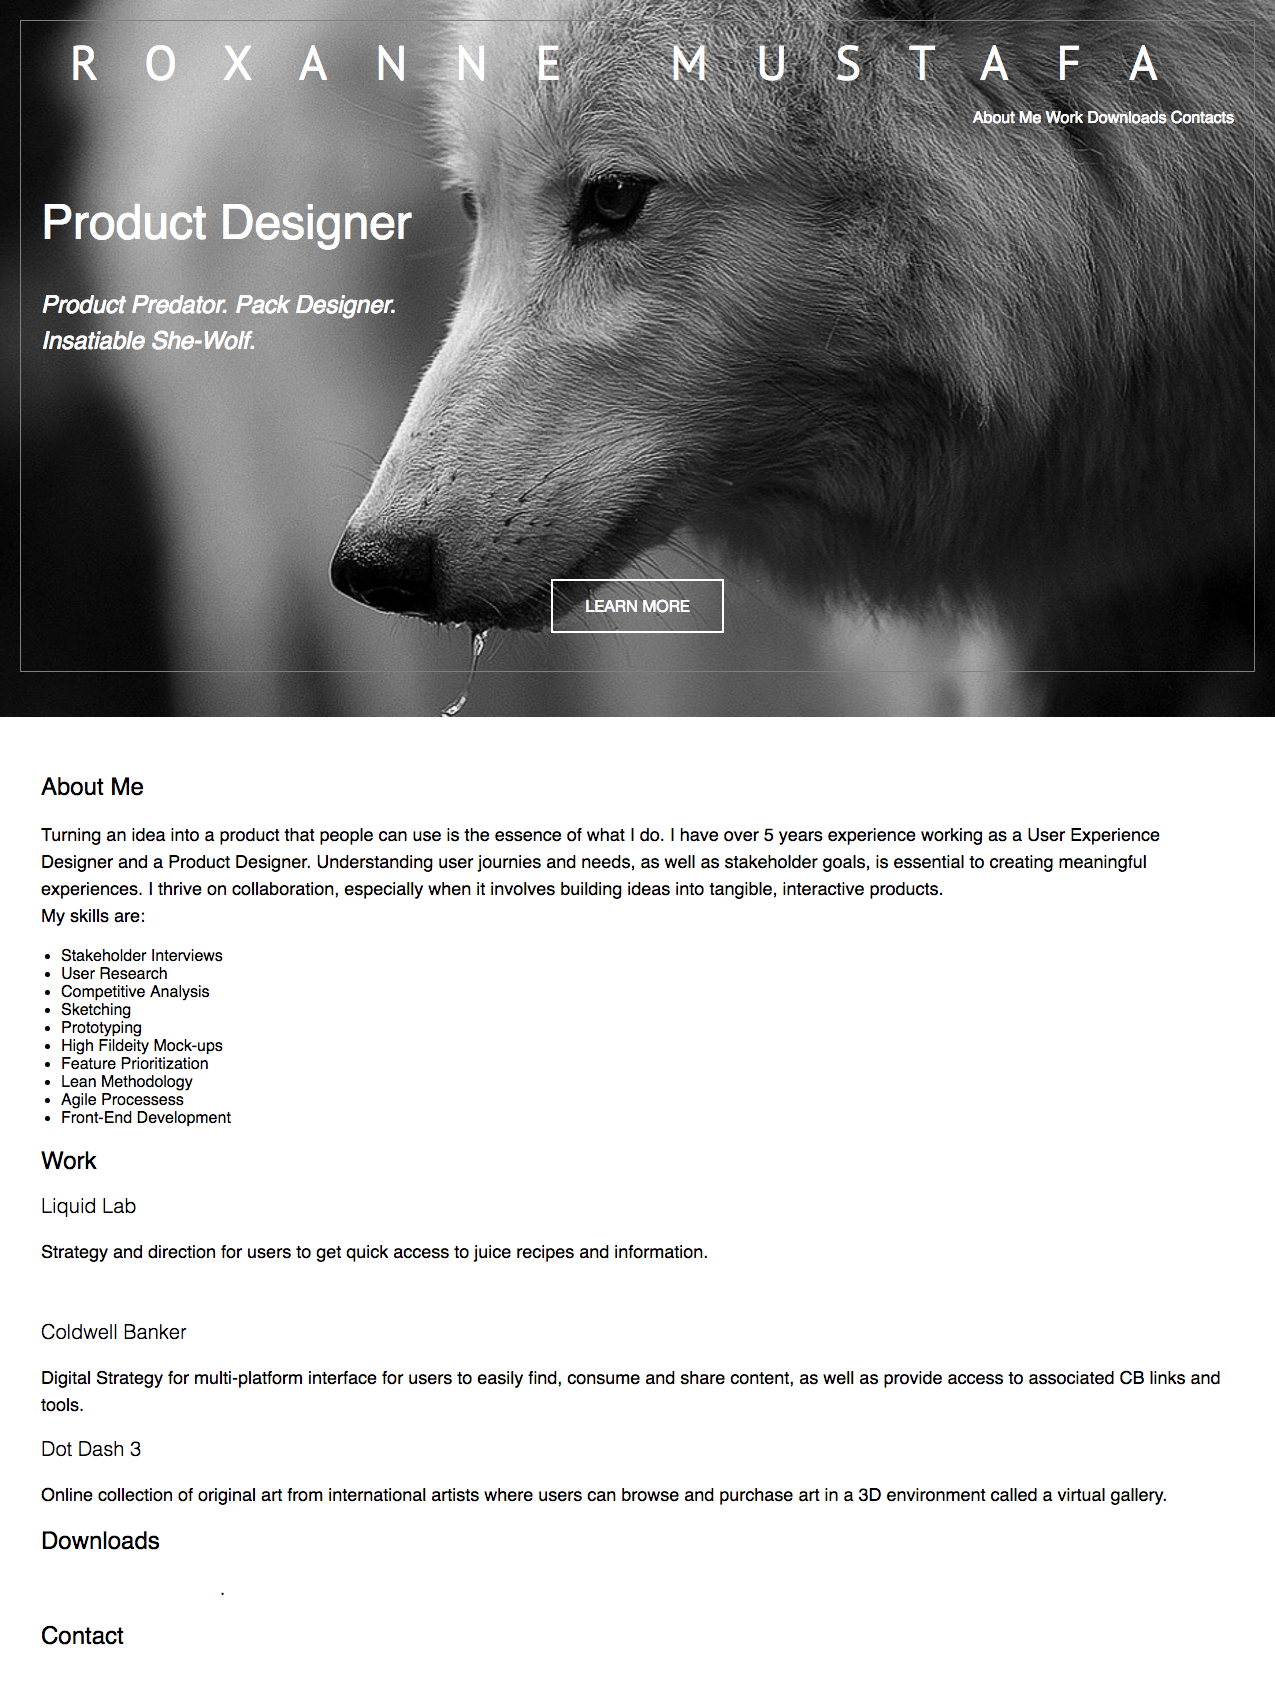 ROXANNE MUSTAFA
About Me Work Downloads Contacts
Product Designer
Product Predator. Pack Designer.
Insatiable She-Wolf.
LEARN MORE
About Me
Turning an idea into a product that people can use is the essence of what I do. I have over 5 years experience working as a User Experience
Designer and a Product Designer. Understanding user journies and needs, as well as stakeholder goals, is essential to creating meaningful
experiences. I thrive on collaboration, especially when it involves building ideas into tangible, interactive products.
My skills are:
• Stakeholder Interviews
• User Research
• Competitive Analysis
• Sketching
• Prototyping
• High Fildeity Mock-ups
• Feature Prioritization
• Lean Methodology
• Agile Processess
• Front-End Development
Work
Liquid Lab
Strategy and direction for users to get quick access to juice recipes and information.
Coldwell Banker
Digital Strategy for multi-platform interface for users to easily find, consume and share content, as well as provide access to associated CB links and
tools.
Dot Dash 3
Online collection of original art from international artists where users can browse and purchase art in a 3D environment called a virtual gallery.
Downloads
.
Contact